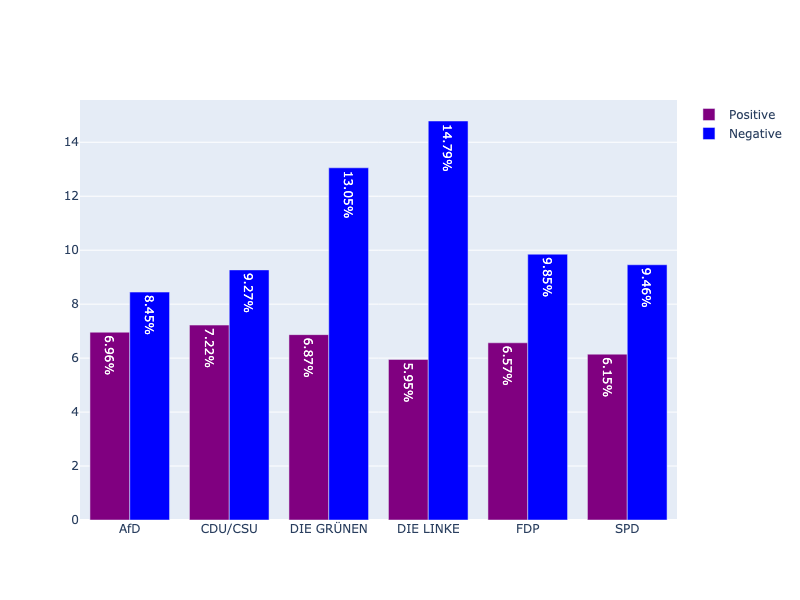 Positive
Negative
14
12
10
8
6
4
2
0
6.96%
8.45%
7.22%
9.27%
6.87%
13.05%
5.95%
14.79%
6.57%
9.85%
6.15%
9.46%
AfD
CDU/CSU
DIE GRÜNEN
DIE LINKE
FDP
SPD